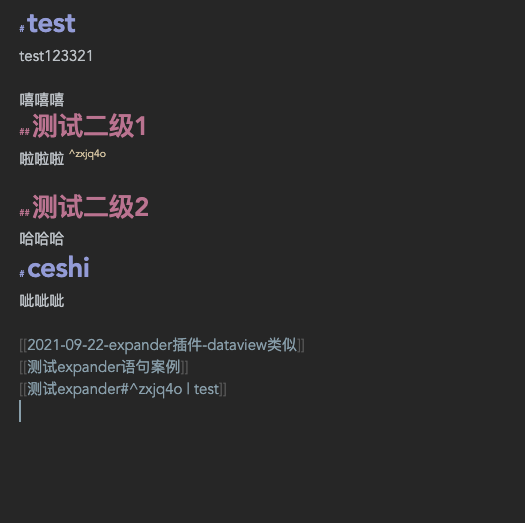 # test
test123321
嘻嘻嘻
## 测试二级1
啦啦啦 ^zxjq4o
## 测试二级2
哈哈哈
# ceshi
呲呲呲
[[2021-09-22-expander插件-dataview类似]]
[[测试expander语句案例]]
[[测试expander#^zxjq4o | test]]